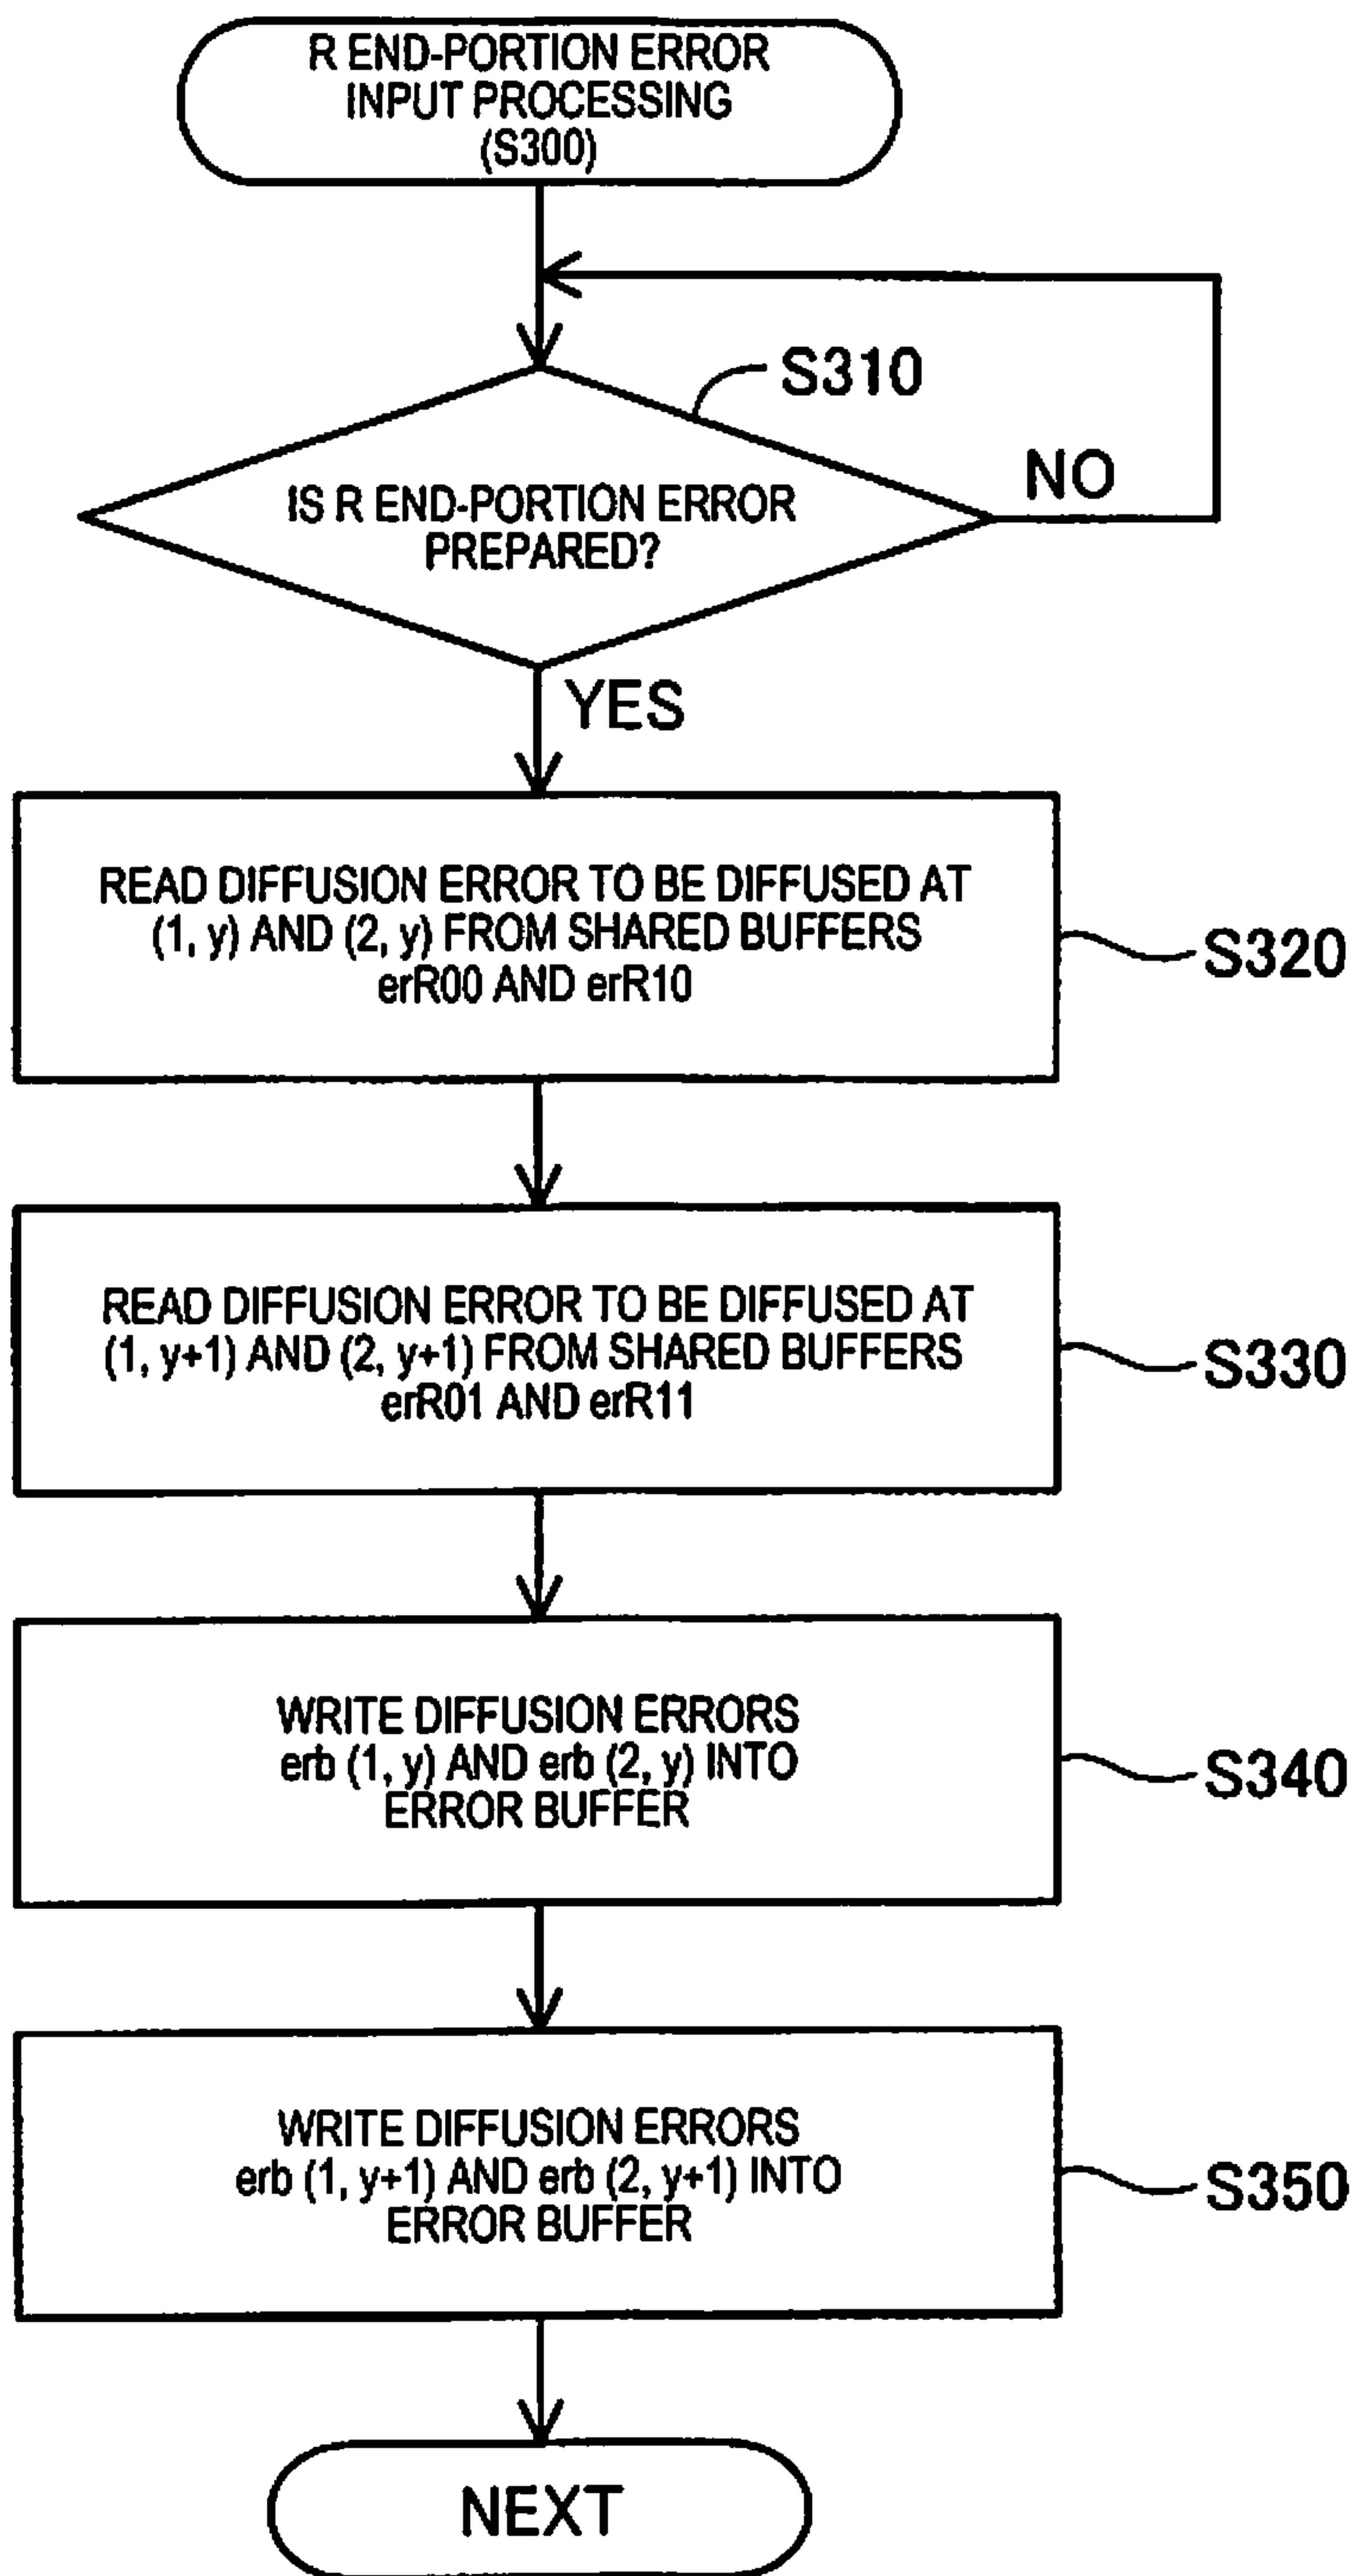 R END-PORTION ERROR
INPUT PROCESSING
(S300)
S310
NO
IS R END-PORTION ERROR
PREPARED?
YES
READ DIFFUSION ERROR TO BE DIFFUSED AT
(1, y) AND (2, y) FROM SHARED BUFFERS
erR00 AND erR10
S320
READ DIFFUSION ERROR TO BE DIFFUSED AT
(1, y+1) AND (2, y+1) FROM SHARED BUFFERS
erR01 AND erR11
S330
WRITE DIFFUSION ERRORS
erb (1, y) AND erb (2, y) INTO
ERROR BUFFER
S340
WRITE DIFFUSION ERRORS
erb (1, y+1) AND erb (2, y+1) INTO
ERROR BUFFER
S350
NEXT